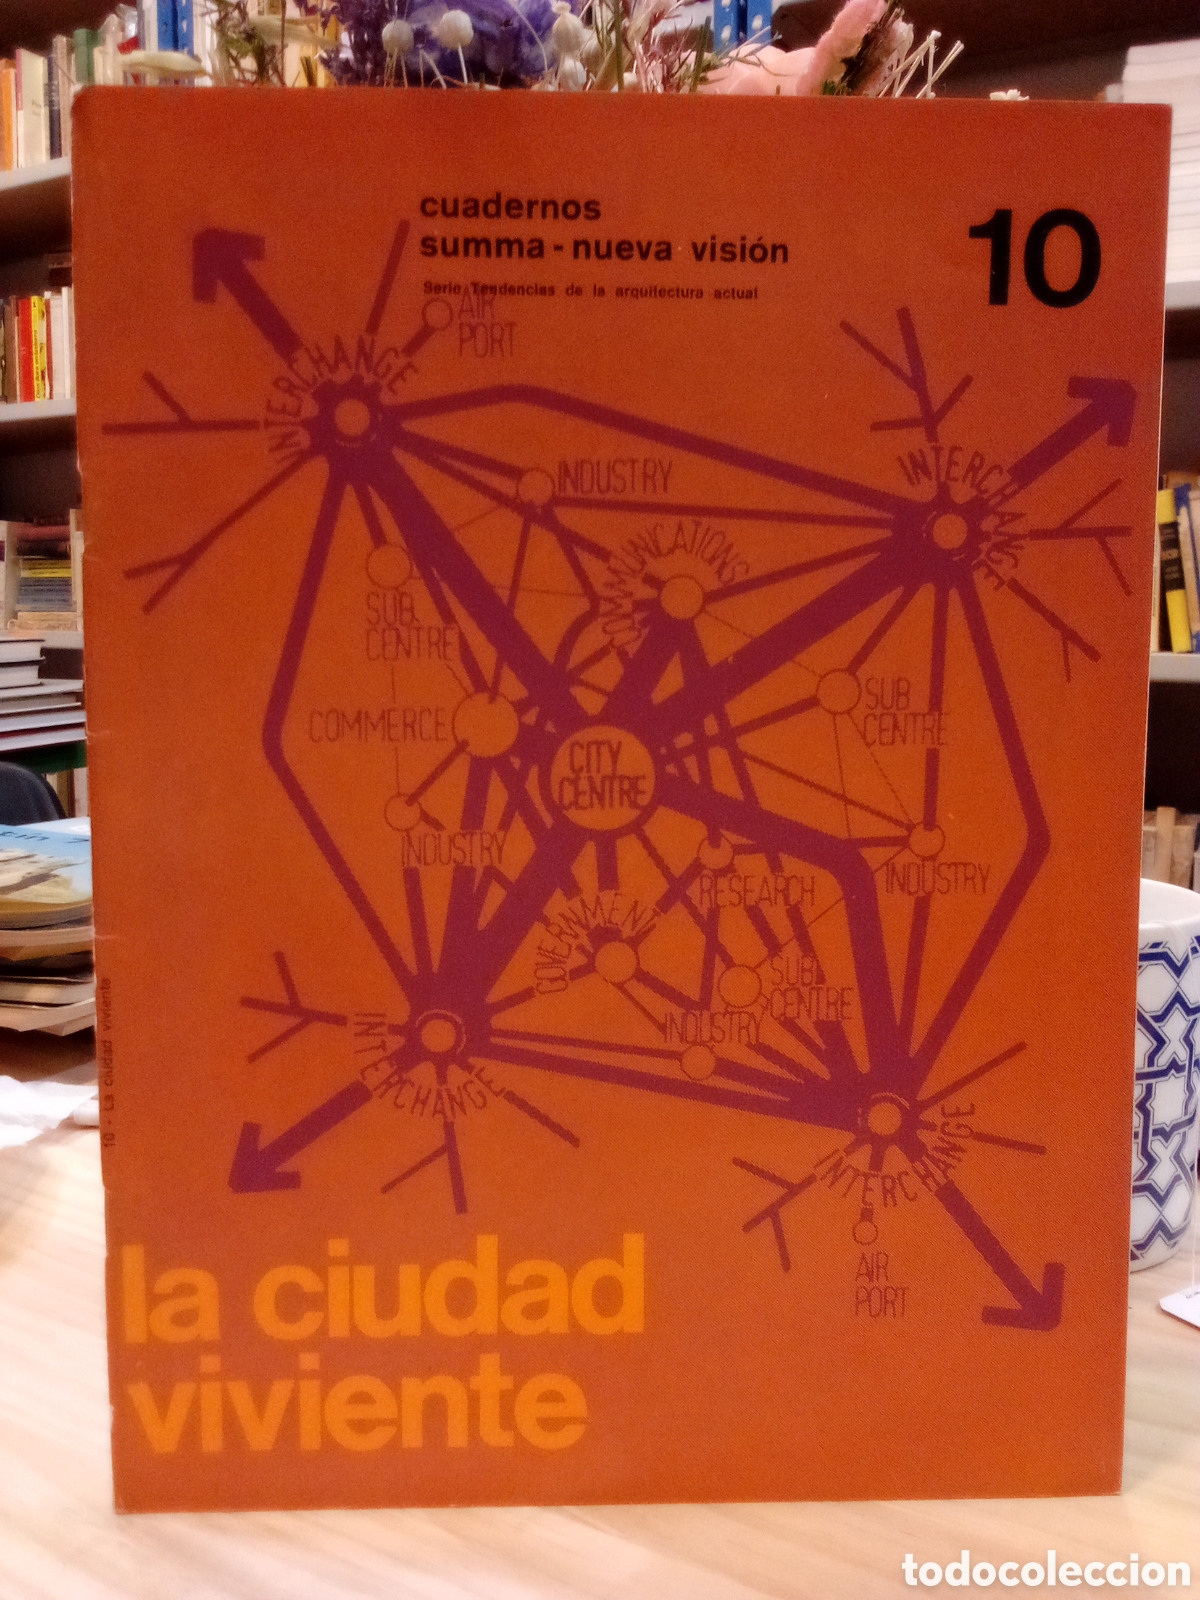 cuadernos
summa - nueva visión
10
Serie Tendencias de la arquitectura actual
AIR
PORT
INTERCHANGE
INTERCHANGE
INDUSTRY
COMMUNICATIONS
SUB.
CENTRE
SUB
CENTRE
COMMERCE
CITY
CENTRE
INDUSTRY
RESEARCH
INDUSTRY
GOVERNMENT
SUB
CENTRE
INDUSTRY
INTERCHANGE
INTERCHANGE
AIR
PORT
10 - La ciudad viviente
la ciudad
viviente
todocoleccion